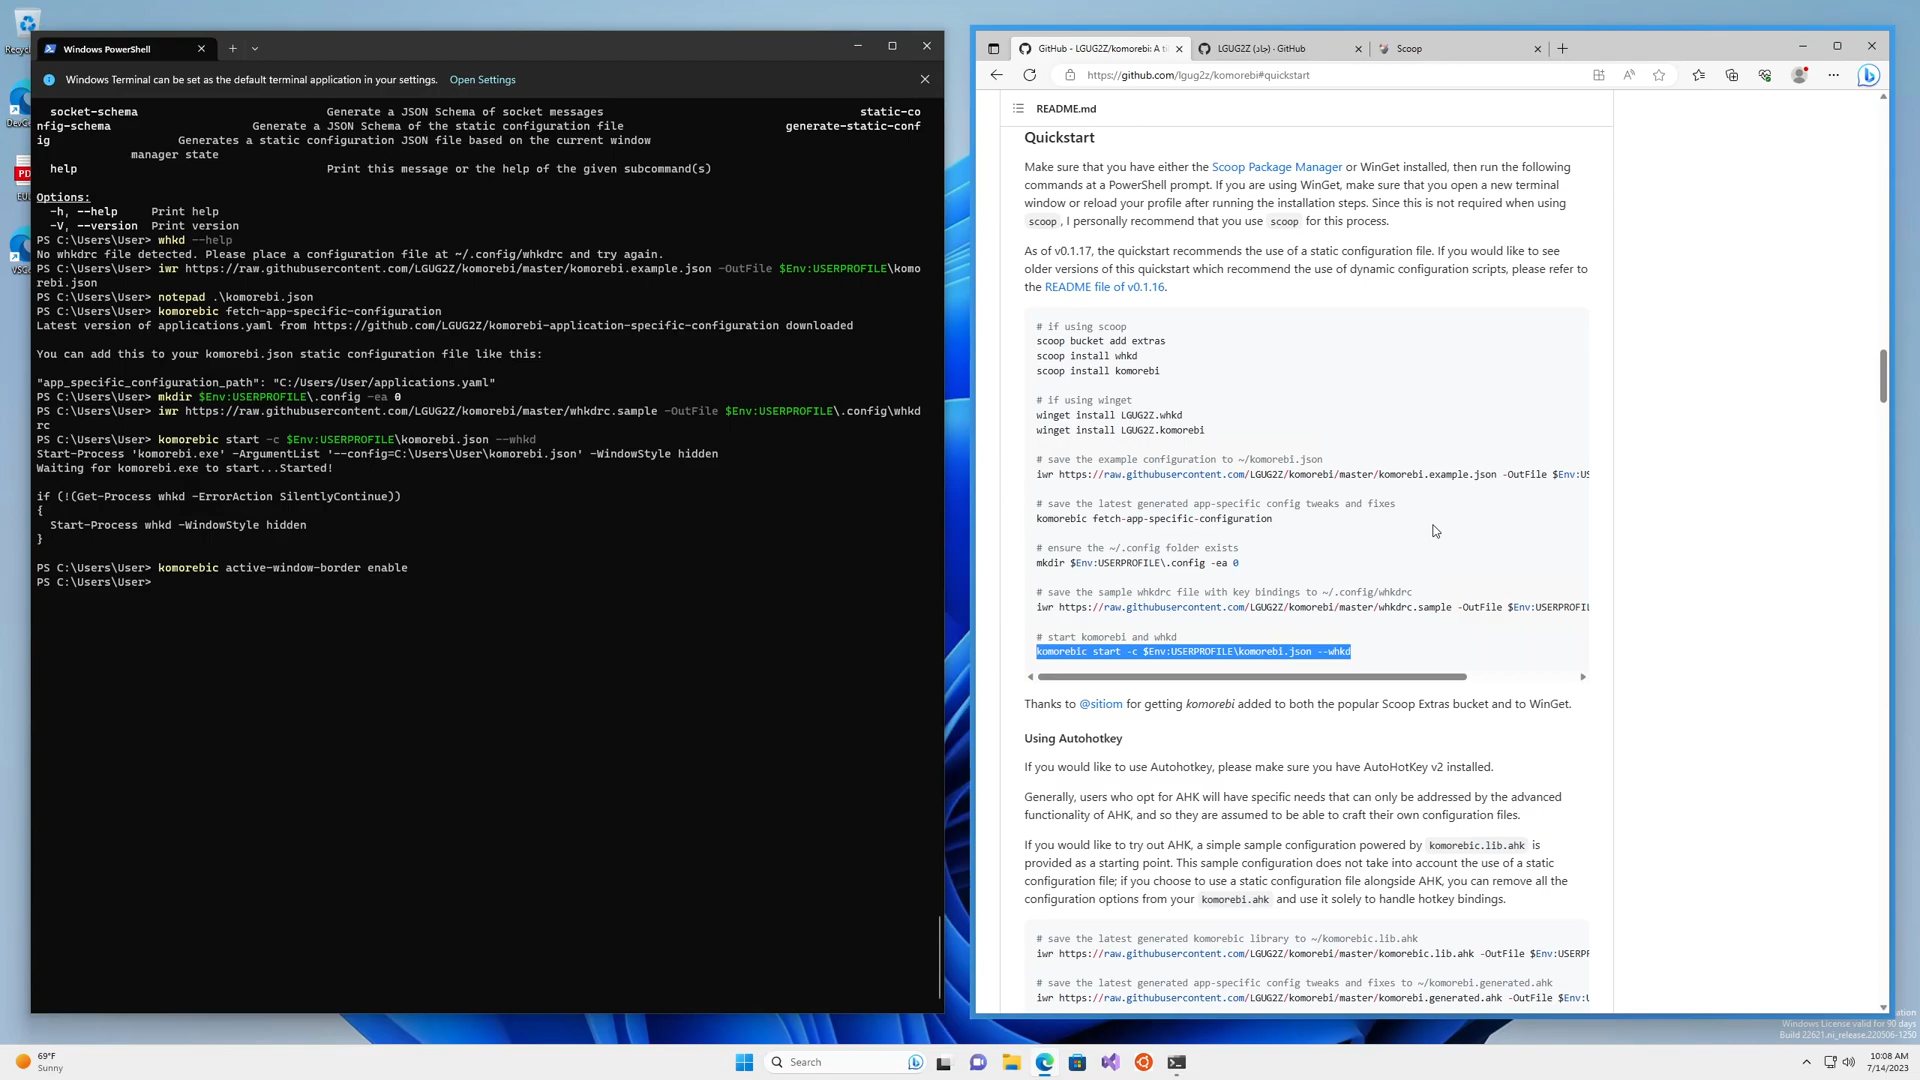 Windows PowerShell
Windows Terminal can be set as the default terminal application in your settings. Open Settings
socket-schema Generate a JSON Schema of socket messages static-co
nfig-schema Generate a JSON Schema of the static configuration file generate-static-conf
ig Generates a static configuration JSON file based on the current window
manager state
help Print this message or the help of the given subcommand(s)
Options:
-h, --help Print help
-V, --version Print version
PS C:\Users\User> whkd --help
No whkdrc file detected. Please place a configuration file at ~/.config/whkdrc and try again.
PS C:\Users\User> iwr https://raw.githubusercontent.com/LGUG2Z/komorebi/master/komorebi.example.json -OutFile $Env:USERPROFILE\komo
rebi.json
PS C:\Users\User> notepad .\komorebi.json
PS C:\Users\User> komorebic fetch-app-specific-configuration
Latest version of applications.yaml from https://github.com/LGUG2Z/komorebi-application-specific-configuration downloaded
You can add this to your komorebi.json static configuration file like this:
"app_specific_configuration_path": "C:/Users/User/applications.yaml"
PS C:\Users\User> mkdir $Env:USERPROFILE\.config -ea 0
PS C:\Users\User> iwr https://raw.githubusercontent.com/LGUG2Z/komorebi/master/whkdrc.sample -OutFile $Env:USERPROFILE\.config\whkd
rc
PS C:\Users\User> komorebic start -c $Env:USERPROFILE\komorebi.json --whkd
Start-Process 'komorebi.exe' -ArgumentList '--config=C:\Users\User\komorebi.json' -WindowStyle hidden
Waiting for komorebi.exe to start...Started!
if (!(Get-Process whkd -ErrorAction SilentlyContinue))
{
Start-Process whkd -WindowStyle hidden
}
PS C:\Users\User> komorebic active-window-border enable
PS C:\Users\User>
GitHub - LGUG2Z/komorebi: A ti
LGUG2Z (جاد) · GitHub
Scoop
https://github.com/lgug2z/komorebi#quickstart
README.md
Quickstart
Make sure that you have either the Scoop Package Manager or WinGet installed, then run the following
commands at a PowerShell prompt. If you are using WinGet, make sure that you open a new terminal
window or reload your profile after running the installation steps. Since this is not required when using
scoop , I personally recommend that you use scoop for this process.
As of v0.1.17, the quickstart recommends the use of a static configuration file. If you would like to see
older versions of this quickstart which recommend the use of dynamic configuration scripts, please refer to
the README file of v0.1.16.
# if using scoop
scoop bucket add extras
scoop install whkd
scoop install komorebi
# if using winget
winget install LGUG2Z.whkd
winget install LGUG2Z.komorebi
# save the example configuration to ~/komorebi.json
iwr https://raw.githubusercontent.com/LGUG2Z/komorebi/master/komorebi.example.json -OutFile $Env:US
# save the latest generated app-specific config tweaks and fixes
komorebic fetch-app-specific-configuration
# ensure the ~/.config folder exists
mkdir $Env:USERPROFILE\.config -ea 0
# save the sample whkdrc file with key bindings to ~/.config/whkdrc
iwr https://raw.githubusercontent.com/LGUG2Z/komorebi/master/whkdrc.sample -OutFile $Env:USERPROFIL
# start komorebi and whkd
komorebic start -c $Env:USERPROFILE\komorebi.json --whkd
Thanks to @sitiom for getting komorebi added to both the popular Scoop Extras bucket and to WinGet.
Using Autohotkey
If you would like to use Autohotkey, please make sure you have AutoHotKey v2 installed.
Generally, users who opt for AHK will have specific needs that can only be addressed by the advanced
functionality of AHK, and so they are assumed to be able to craft their own configuration files.
If you would like to try out AHK, a simple sample configuration powered by komorebic.lib.ahk is
provided as a starting point. This sample configuration does not take into account the use of a static
configuration file; if you choose to use a static configuration file alongside AHK, you can remove all the
configuration options from your komorebi.ahk and use it solely to handle hotkey bindings.
# save the latest generated komorebic library to ~/komorebic.lib.ahk
iwr https://raw.githubusercontent.com/LGUG2Z/komorebi/master/komorebic.lib.ahk -OutFile $Env:USERP
# save the latest generated app-specific config tweaks and fixes to ~/komorebi.generated.ahk
iwr https://raw.githubusercontent.com/LGUG2Z/komorebi/master/komorebi.generated.ahk -OutFile $Env:U
Windows License valid for 90 days
Build 22621.ni_release.220506-1250
69°F
Sunny
Search
10:08 AM
7/14/2023